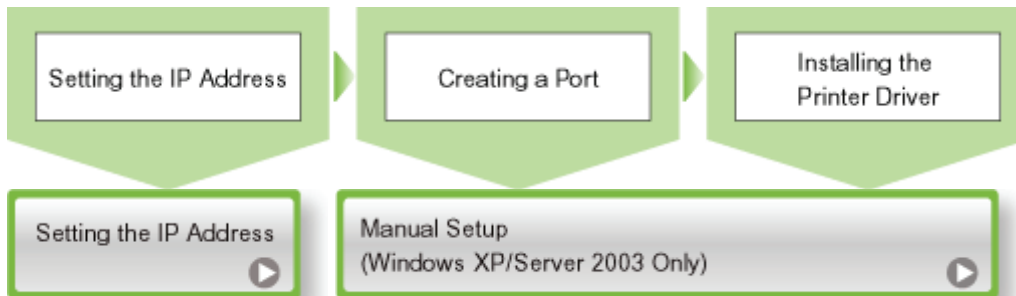 Setting the IP Address
Creating a Port
Installing the
Printer Driver
Setting the IP Address
Manual Setup
(Windows XP/Server 2003 Only)